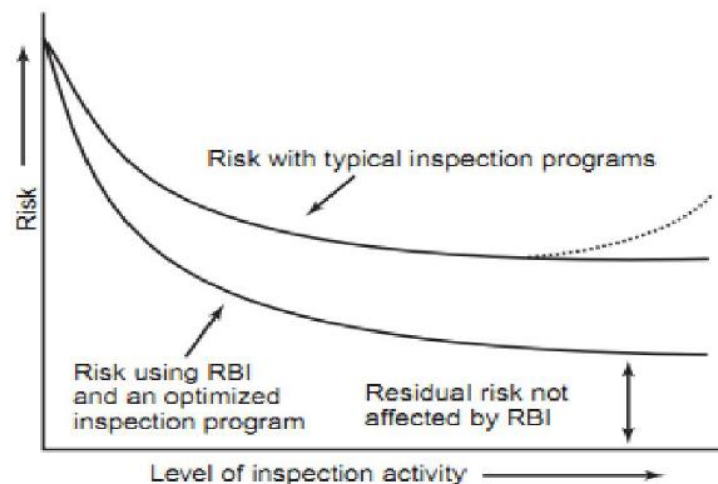 Risk with typical inspection programs
Risk
Risk using RBI
and an optimized
inspection program
Residual risk not
affected by RBI
Level of inspection activity